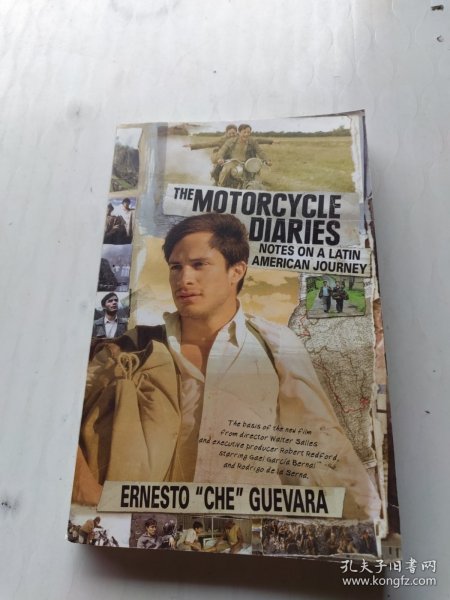 THE MOTORCYCLE
DIARIES
NOTES ON A LATIN
AMERICAN JOURNEY
The basis of the new film
from director Walter Salles
and executive producer Robert Redford,
starring Gael García Bernal
and Rodrigo de la Serna.
ERNESTO "CHE" GUEVARA
孔夫子旧书网
www.kongfz.com